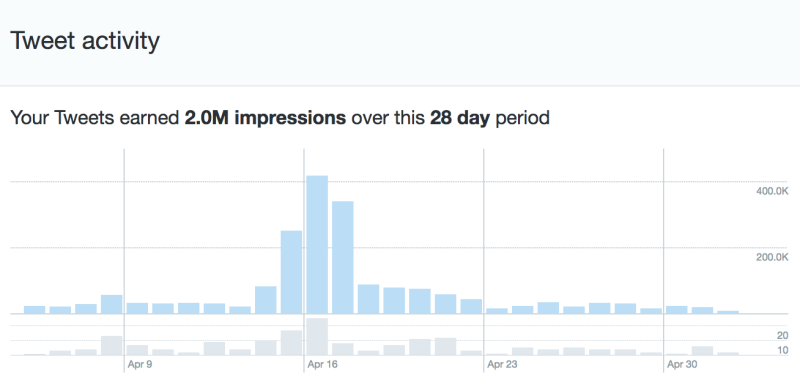 Tweet activity
Your Tweets earned 2.0M impressions over this 28 day period
400.0K
200.0K
20
10
Apr 9 Apr 16 Apr 23 Apr 30